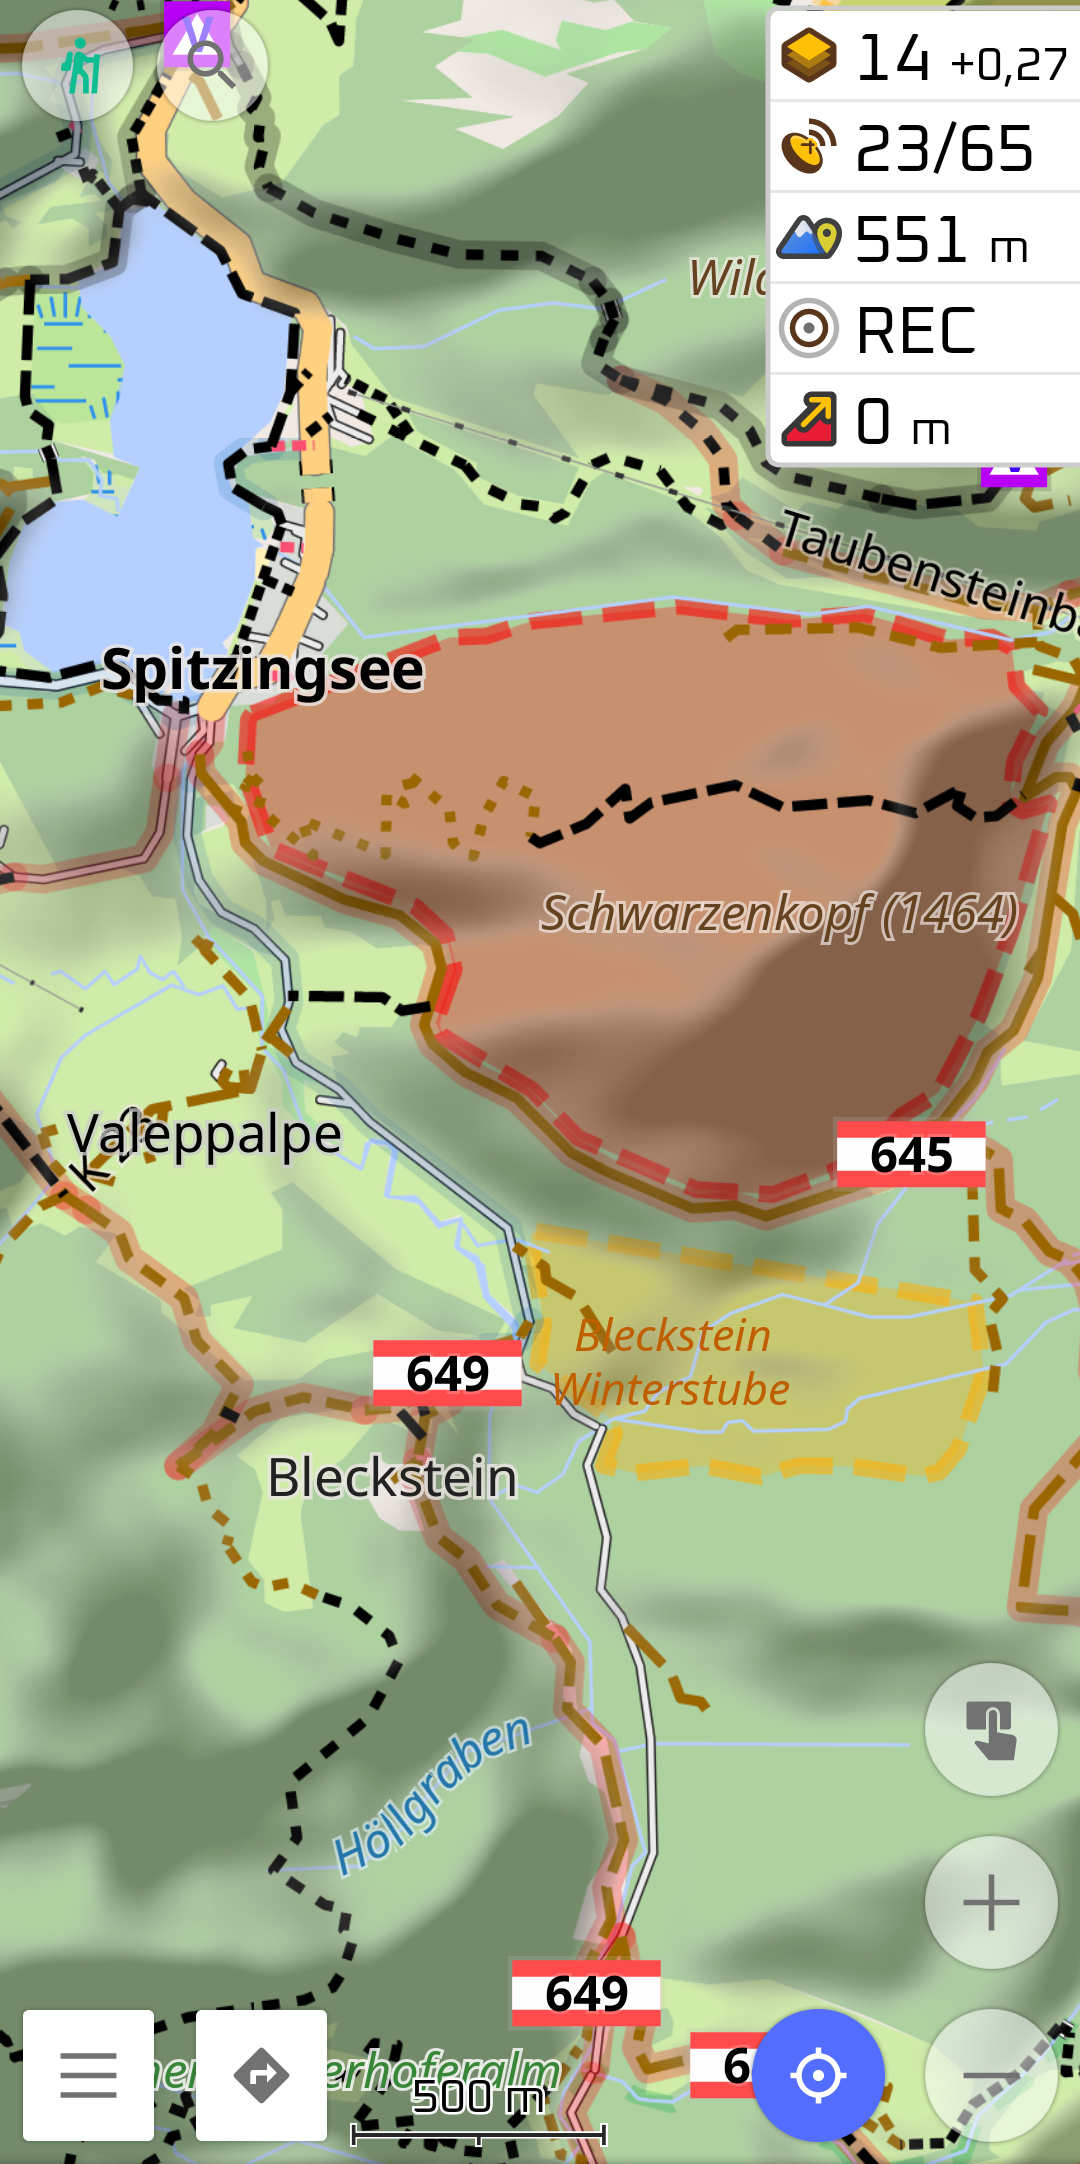 14 +0,27
23/65
551 m
REC
0 m
Taubensteinb
Spitzingsee
Schwarzenkopf (1464)
Valeppalpe
645
Bleckstein
Winterstube
649
Bleckstein
Höllgraben
649
500 m